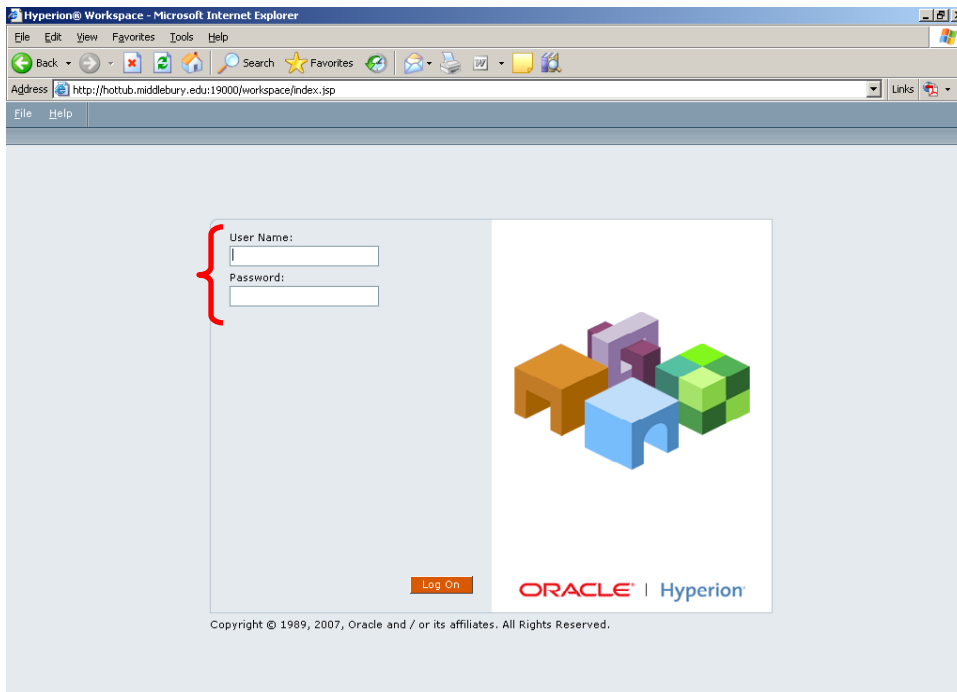 Hyperion® Workspace - Microsoft Internet Explorer
File Edit View Favorites Tools Help
Back Search Favorites
Address http://hottub.middlebury.edu:19000/workspace/index.jsp Links
File Help
User Name:
Password:
Log On
ORACLE® | Hyperion®
Copyright © 1989, 2007, Oracle and / or its affiliates. All Rights Reserved.